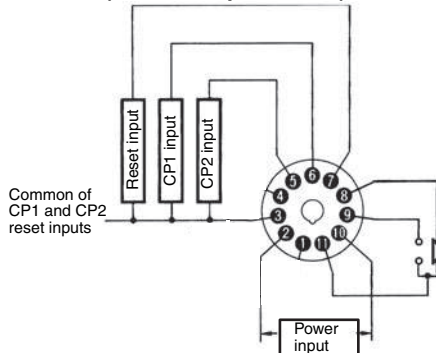 Reset input
CP1 input
CP2 input
Common of
CP1 and CP2
reset inputs
5
6
7
4
8
3
9
2
1
11
10
Power
input